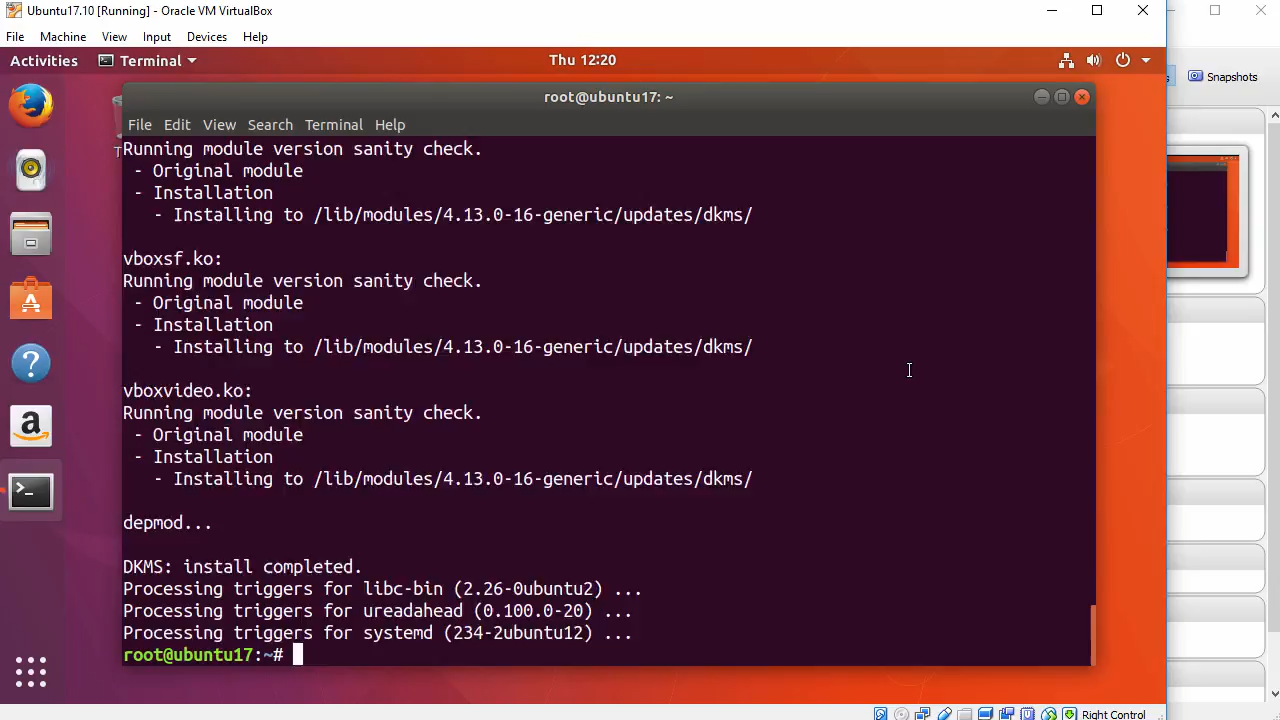 Ubuntu17.10 [Running] - Oracle VM VirtualBox
File Machine View Input Devices Help
Activities Terminal Thu 12:20
Snapshots
root@ubuntu17: ~
File Edit View Search Terminal Help
Running module version sanity check.
- Original module
- Installation
- Installing to /lib/modules/4.13.0-16-generic/updates/dkms/
vboxsf.ko:
Running module version sanity check.
- Original module
- Installation
- Installing to /lib/modules/4.13.0-16-generic/updates/dkms/
vboxvideo.ko:
Running module version sanity check.
- Original module
- Installation
- Installing to /lib/modules/4.13.0-16-generic/updates/dkms/
depmod...
DKMS: install completed.
Processing triggers for libc-bin (2.26-0ubuntu2) ...
Processing triggers for ureadahead (0.100.0-20) ...
Processing triggers for systemd (234-2ubuntu12) ...
root@ubuntu17:~#
Right Control